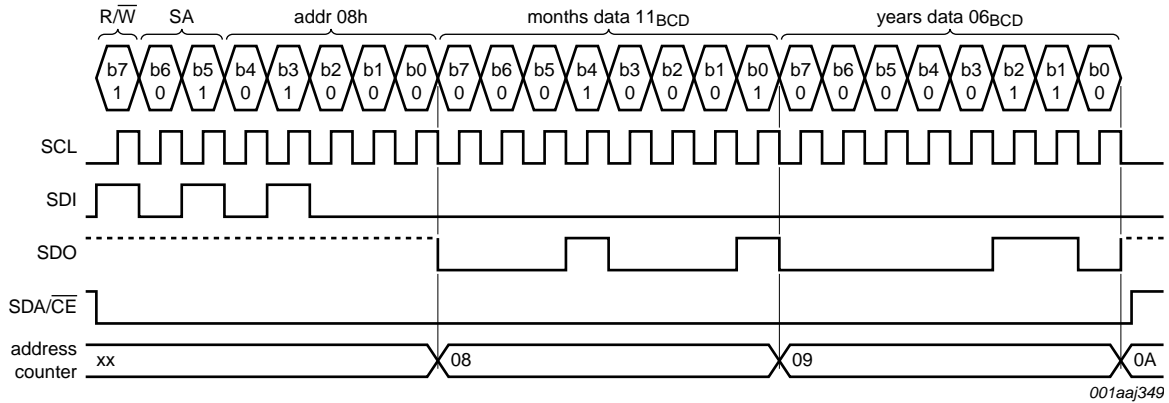 R/W SA addr 08h months data 11BCD years data 06BCD
b7 b6 b5 b4 b3 b2 b1 b0 b7 b6 b5 b4 b3 b2 b1 b0 b7 b6 b5 b4 b3 b2 b1 b0
1 0 1 0 1 0 0 0 0 0 0 1 0 0 0 1 0 0 0 0 0 1 1 0
SCL
SDI
SDO
SDA/CE
address
counter
xx 08 09 0A
001aaj349